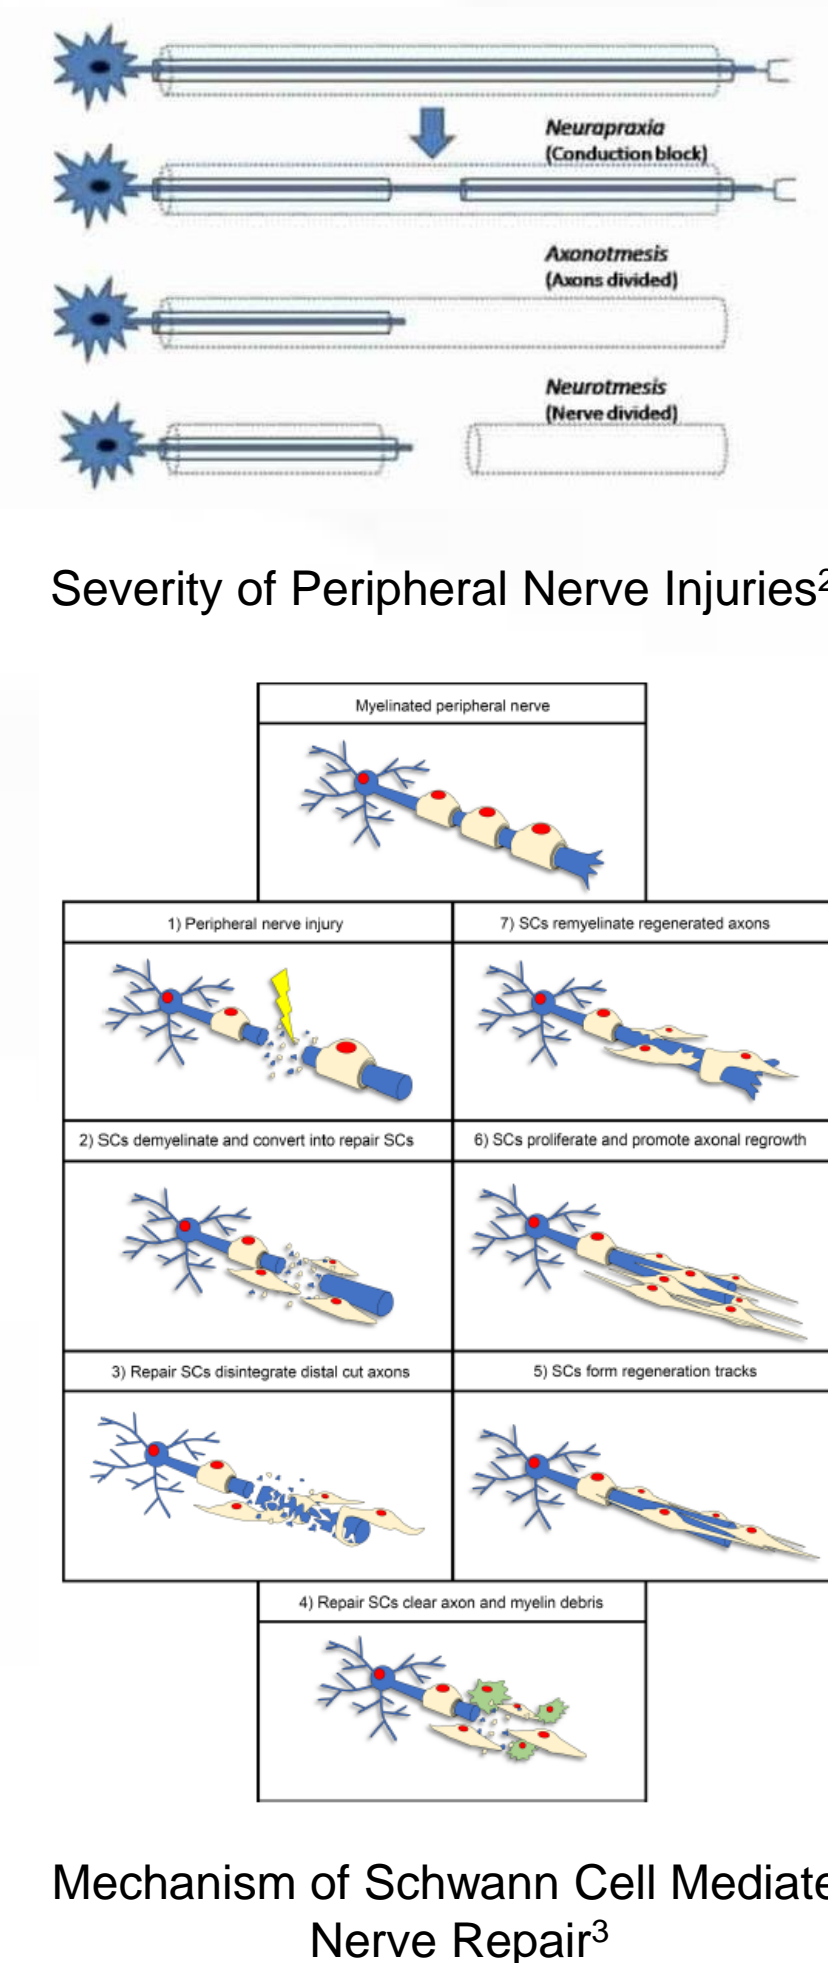 Neurapraxia
(Conduction block)
Axonotmesis
(Axons divided)
Neurotmesis
(Nerve divided)
Severity of Peripheral Nerve Injuries2
Myelinated peripheral nerve
1) Peripheral nerve injury
7) SCs remyelinate regenerated axons
2) SCs demyelinate and convert into repair SCs
6) SCs proliferate and promote axonal regrowth
3) Repair SCs disintegrate distal cut axons
5) SCs form regeneration tracks
4) Repair SCs clear axon and myelin debris
Mechanism of Schwann Cell Mediate
Nerve Repair3